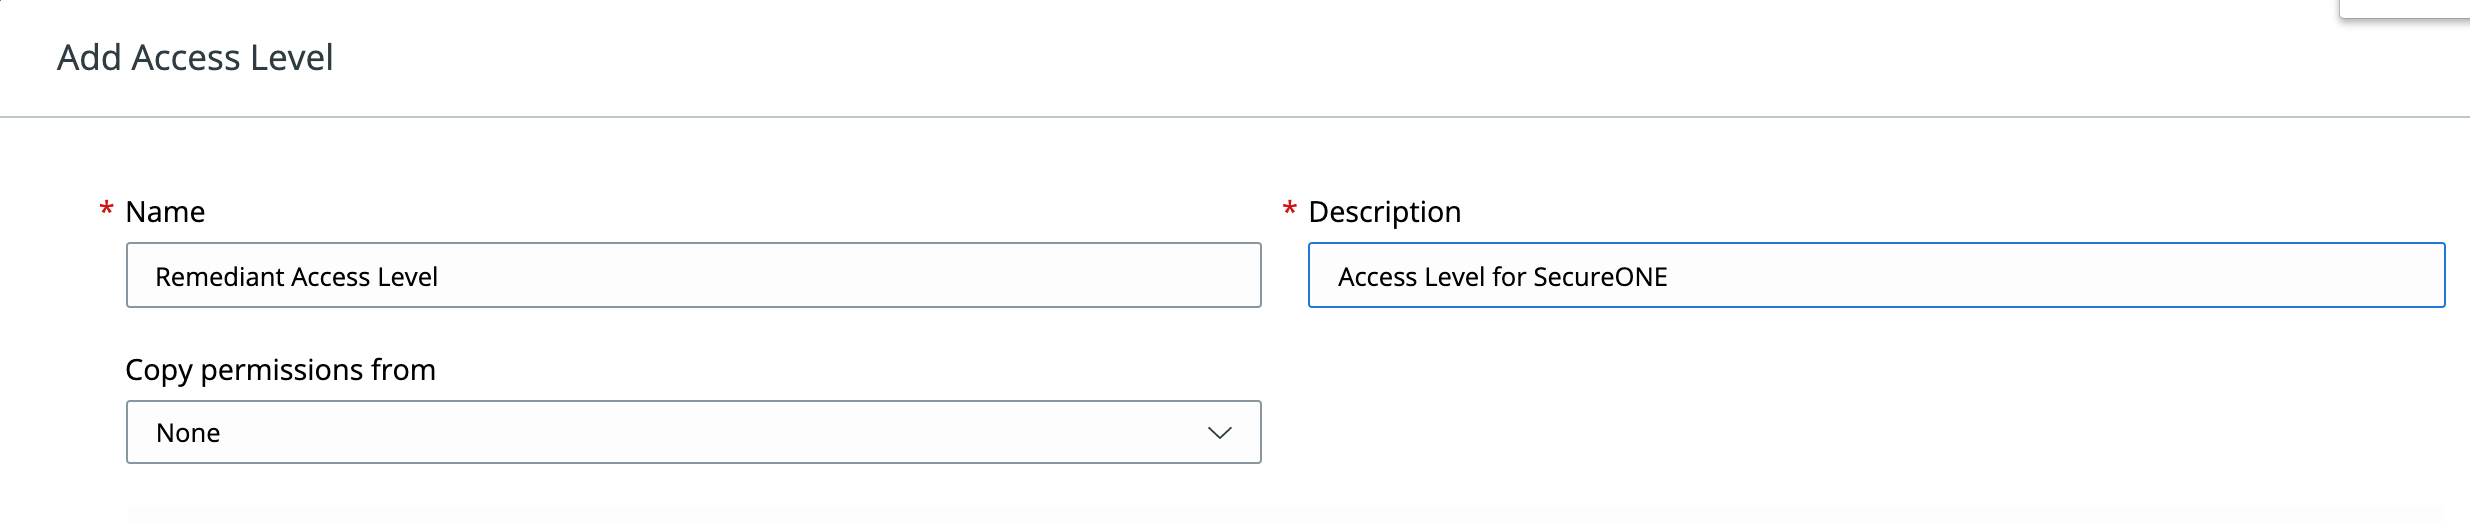 Add Access Level
* Name
Remediant Access Level
* Description
Access Level for SecureONE
Copy permissions from
None